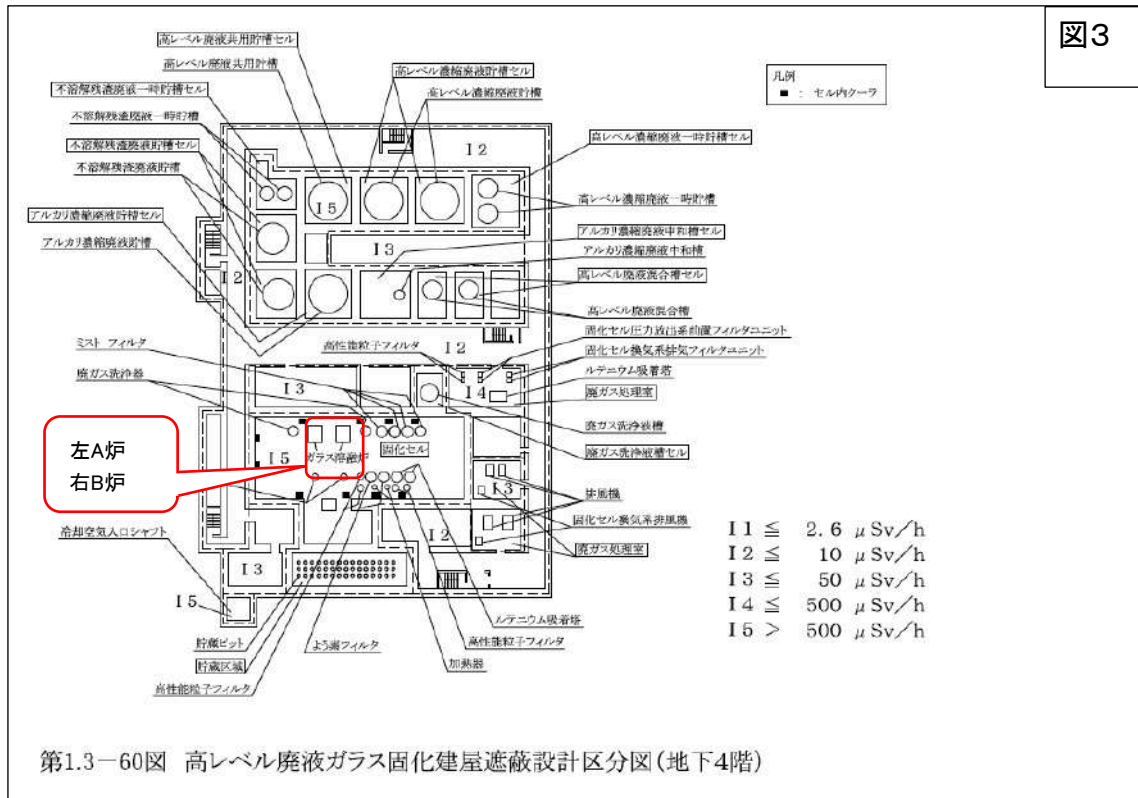 図3
凡例
■ : セル内クーラ
高レベル廃液共用貯槽セル
高レベル廃液共用貯槽
不溶解残渣廃液一時貯槽セル
不溶解残渣廃液一時貯槽
不溶解残渣廃液貯槽セル
不溶解残渣廃液貯槽
アルカリ濃縮廃液貯槽セル
アルカリ濃縮廃液貯槽
高レベル濃縮廃液貯槽セル
高レベル濃縮廃液貯槽
高レベル濃縮廃液一時貯槽セル
高レベル濃縮廃液一時貯槽
アルカリ濃縮廃液中和槽セル
アルカリ濃縮廃液中和槽
高レベル廃液混合槽セル
高レベル廃液混合槽
固化セル圧力放出系前置フィルタユニット
固化セル換気系排気フィルタユニット
ルテニウム吸着塔
廃ガス処理室
廃ガス洗浄液槽
廃ガス洗浄液槽セル
排風機
固化セル換気系排風機
廃ガス処理室
I2
I5
I3
I2
I2
高性能粒子フィルタ
ミスト フィルタ
廃ガス洗浄器
I3
I4
固化セル
I5
ガラス溶融炉
I3
左A炉
右B炉
冷却空気入口シャフト
I2
I3
I5
貯蔵ピット
貯蔵区域
高性能粒子フィルタ
よう素フィルタ
加熱器
高性能粒子フィルタ
ルテニウム吸着塔
I1 ≦ 2.6 μSv/h
I2 ≦ 10 μSv/h
I3 ≦ 50 μSv/h
I4 ≦ 500 μSv/h
I5 > 500 μSv/h
第1.3-60図 高レベル廃液ガラス固化建屋遮蔽設計区分図(地下4階)